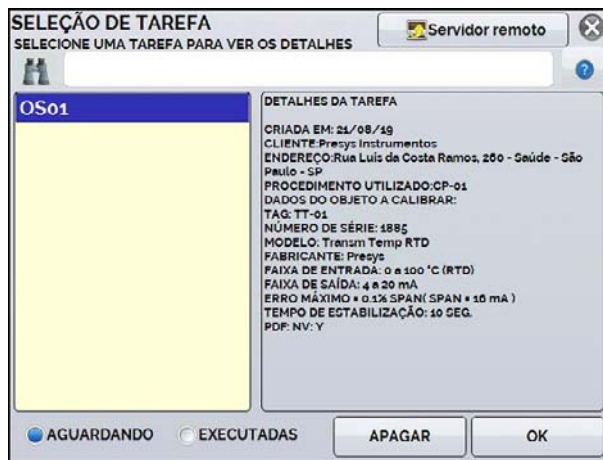 SELEÇÃO DE TAREFA
SELECIONE UMA TAREFA PARA VER OS DETALHES
Servidor remoto
OS01
DETALHES DA TAREFA
CRIADA EM: 21/08/19
CLIENTE:Presys Instrumentos
ENDEREÇO:Rua Luis da Costa Ramos, 260 - Saúde - São
Paulo - SP
PROCEDIMENTO UTILIZADO:CP-01
DADOS DO OBJETO A CALIBRAR:
TAG: TT-01
NÚMERO DE SÉRIE: 1885
MODELO: Transm Temp RTD
FABRICANTE: Presys
FAIXA DE ENTRADA: 0 a 100 °C (RTD)
FAIXA DE SAÍDA: 4 a 20 mA
ERRO MÁXIMO = 0.1% SPAN( SPAN = 16 mA )
TEMPO DE ESTABILIZAÇÃO: 10 SEG.
PDF: NV: Y
AGUARDANDO
EXECUTADAS
APAGAR
OK